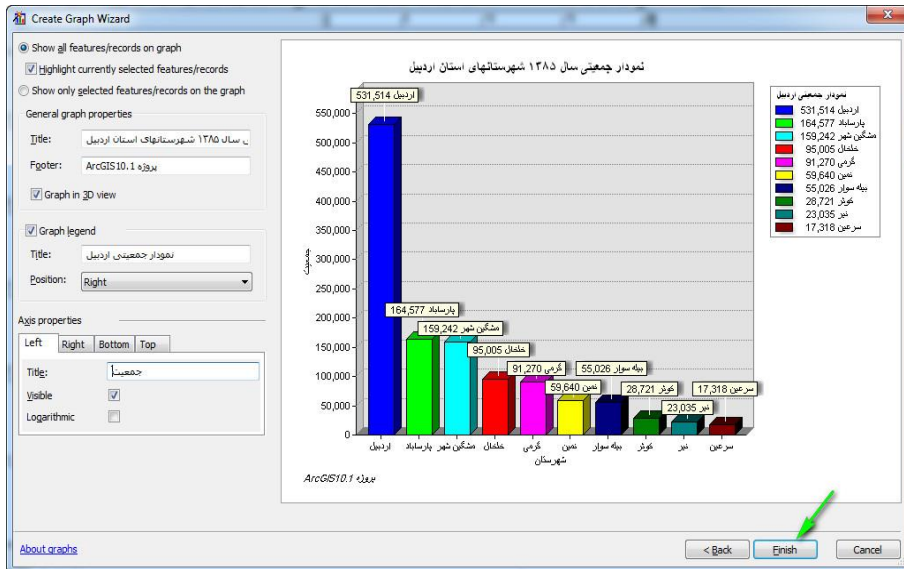 Create Graph Wizard
Show all features/records on graph
Highlight currently selected features/records
Show only selected features/records on the graph
General graph properties
Title: ی سال ۱۳۸۵ شهرستانهای استان اردبیل
Footer: پروژه ArcGIS10.1
Graph in 3D view
Graph legend
Title: نمودار جمعیتی اردبیل
Position: Right
Axis properties
Left Right Bottom Top
Title: جمعیت
Visible
Logarithmic
نمودار جمعیتی سال ۱۳۸۵ شهرستانهای استان اردبیل
550,000
500,000
450,000
400,000
350,000
300,000
250,000
200,000
150,000
100,000
50,000
0
جمعیت
اردبیل 531,514
پارساباد 164,577
مشگین شهر 159,242
خلخال 95,005
گرمی 91,270
نمین 59,640
بیله سوار 55,026
کوثر 28,721
نیر 23,035
سرعین 17,318
اردبیل پارساباد مشگین شهر خلخال گرمی نمین بیله سوار کوثر نیر سرعین
شهرستان
پروژه ArcGIS10.1
نمودار جمعیتی اردبیل
اردبیل 531,514
پارساباد 164,577
مشگین شهر 159,242
خلخال 95,005
گرمی 91,270
نمین 59,640
بیله سوار 55,026
کوثر 28,721
نیر 23,035
سرعین 17,318
About graphs
< Back Finish Cancel